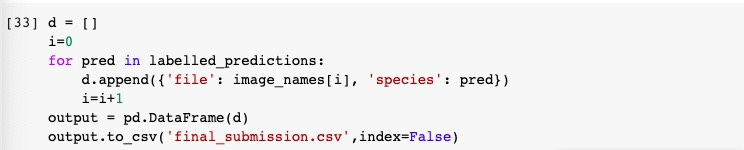 [33] d = []
i=0
for pred in labelled_predictions:
d.append({'file': image_names[i], 'species': pred})
i=i+1
output = pd.DataFrame(d)
output.to_csv('final_submission.csv',index=False)